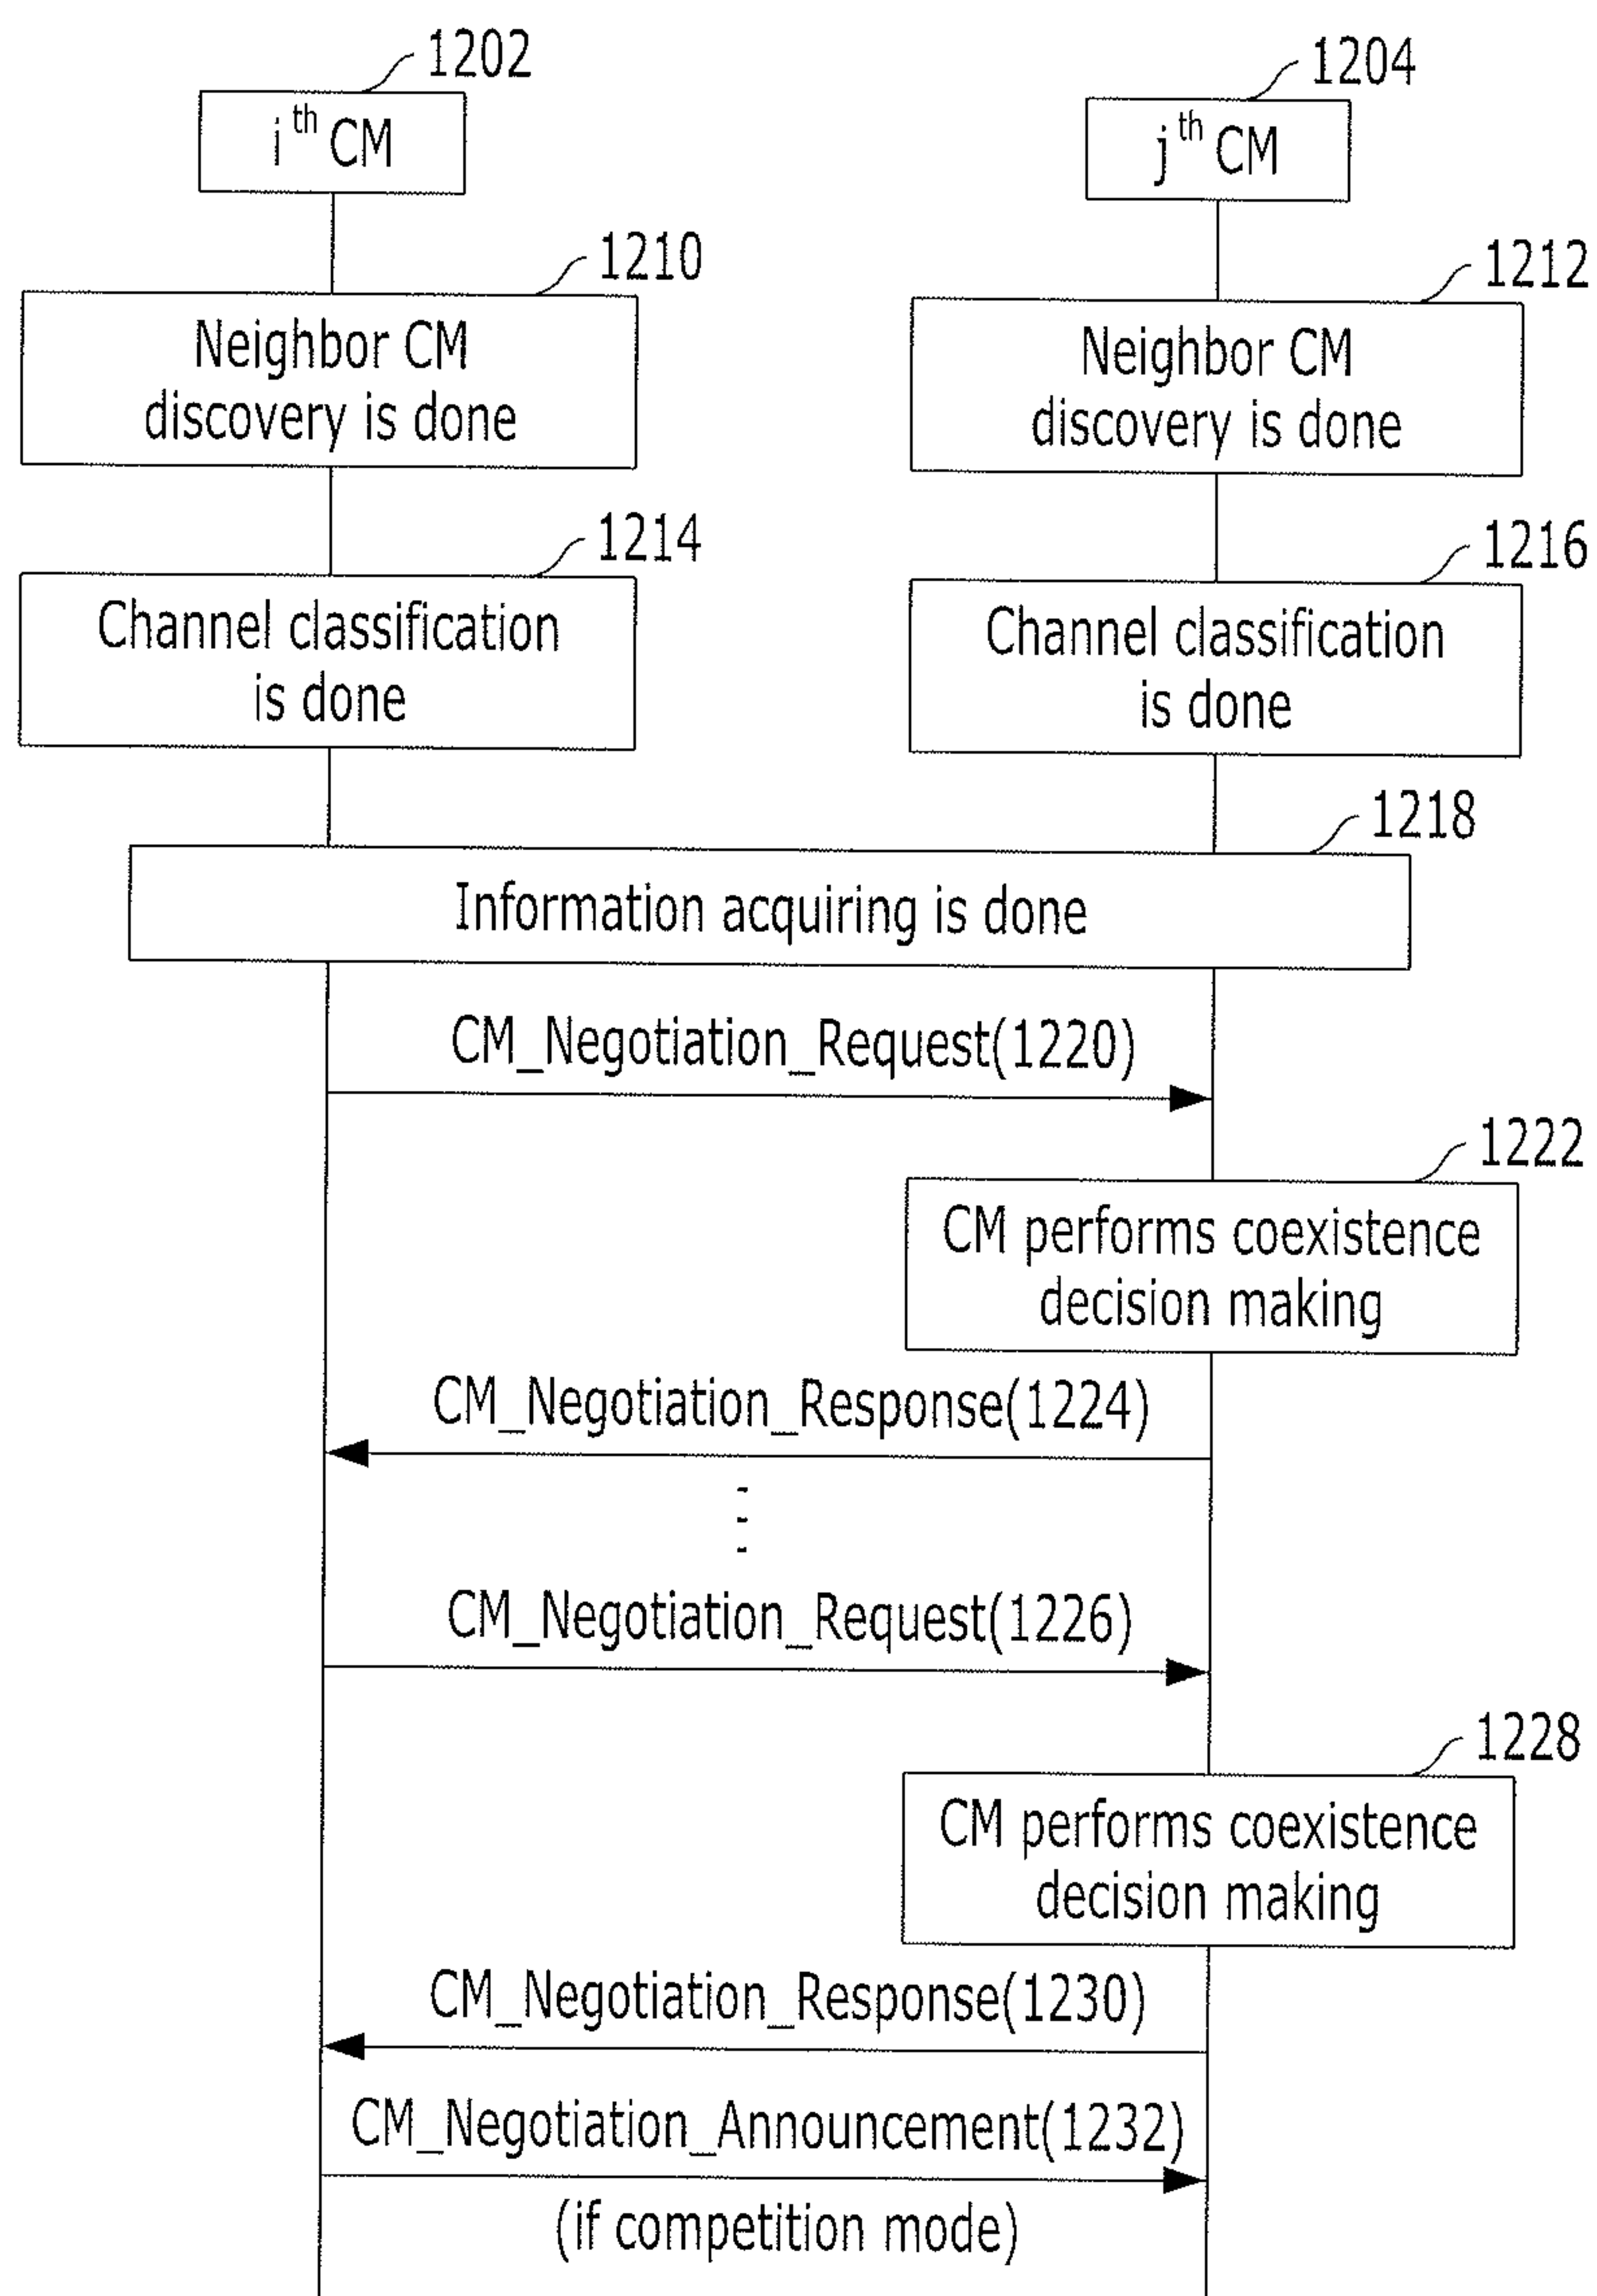 1202
1204
i th CM
j th CM
1210
1212
Neighbor CM
discovery is done
Neighbor CM
discovery is done
1214
1216
Channel classification
is done
Channel classification
is done
1218
Information acquiring is done
CM_Negotiation_Request(1220)
1222
CM performs coexistence
decision making
CM_Negotiation_Response(1224)
CM_Negotiation_Request(1226)
1228
CM performs coexistence
decision making
CM_Negotiation_Response(1230)
CM_Negotiation_Announcement(1232)
(if competition mode)